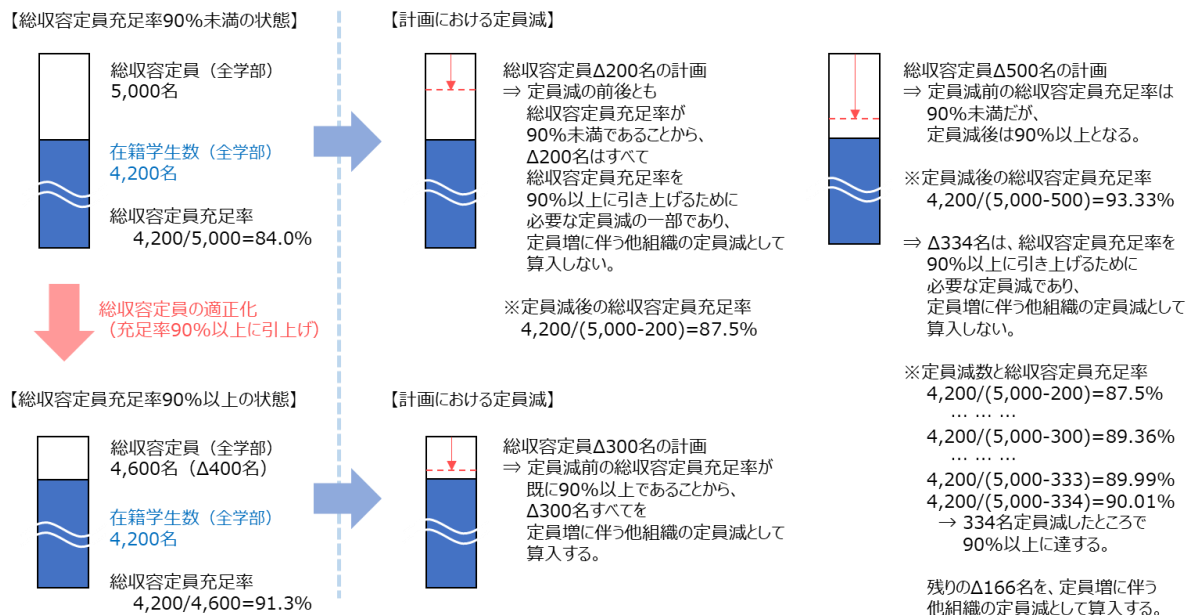 【総収容定員充足率90%未満の状態】
総収容定員（全学部）
5,000名
在籍学生数（全学部）
4,200名
総収容定員充足率
4,200/5,000=84.0%
総収容定員の適正化
（充足率90%以上に引上げ）
【総収容定員充足率90%以上の状態】
総収容定員（全学部）
4,600名（Δ400名）
在籍学生数（全学部）
4,200名
総収容定員充足率
4,200/4,600=91.3%
【計画における定員減】
総収容定員Δ200名の計画
⇒ 定員減の前後とも
総収容定員充足率が
90%未満であることから、
Δ200名はすべて
総収容定員充足率を
90%以上に引き上げるために
必要な定員減の一部であり、
定員増に伴う他組織の定員減として
算入しない。
※定員減後の総収容定員充足率
4,200/(5,000-200)=87.5%
【計画における定員減】
総収容定員Δ300名の計画
⇒ 定員減前の総収容定員充足率が
既に90%以上であることから、
Δ300名すべてを
定員増に伴う他組織の定員減として
算入する。
総収容定員Δ500名の計画
⇒ 定員減前の総収容定員充足率は
90%未満だが、
定員減後は90%以上となる。
※定員減後の総収容定員充足率
4,200/(5,000-500)=93.33%
⇒ Δ334名は、総収容定員充足率を
90%以上に引き上げるために
必要な定員減であり、
定員増に伴う他組織の定員減として
算入しない。
※定員減数と総収容定員充足率
4,200/(5,000-200)=87.5%
… … …
4,200/(5,000-300)=89.36%
… … …
4,200/(5,000-333)=89.99%
4,200/(5,000-334)=90.01%
→ 334名定員減したところで
90%以上に達する。
残りのΔ166名を、定員増に伴う
他組織の定員減として算入する。